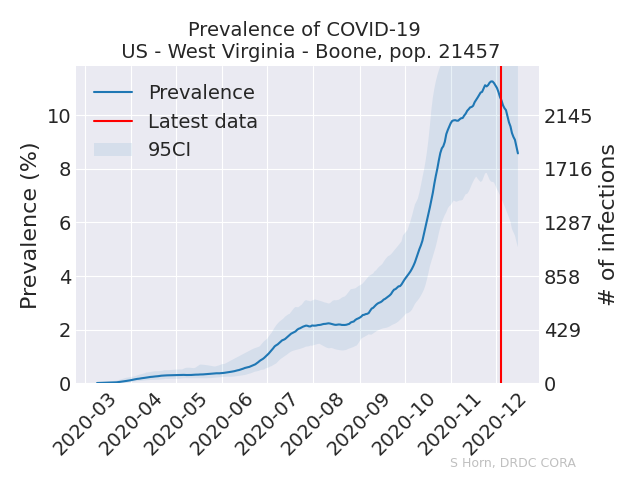 Prevalence of COVID-19
US - West Virginia - Boone, pop. 21457
Prevalence
Latest data
95CI
Prevalence (%)
10
8
6
4
2
0
2145
1716
1287
858
429
0
# of infections
2020-03
2020-04
2020-05
2020-06
2020-07
2020-08
2020-09
2020-10
2020-11
2020-12
S Horn, DRDC CORA